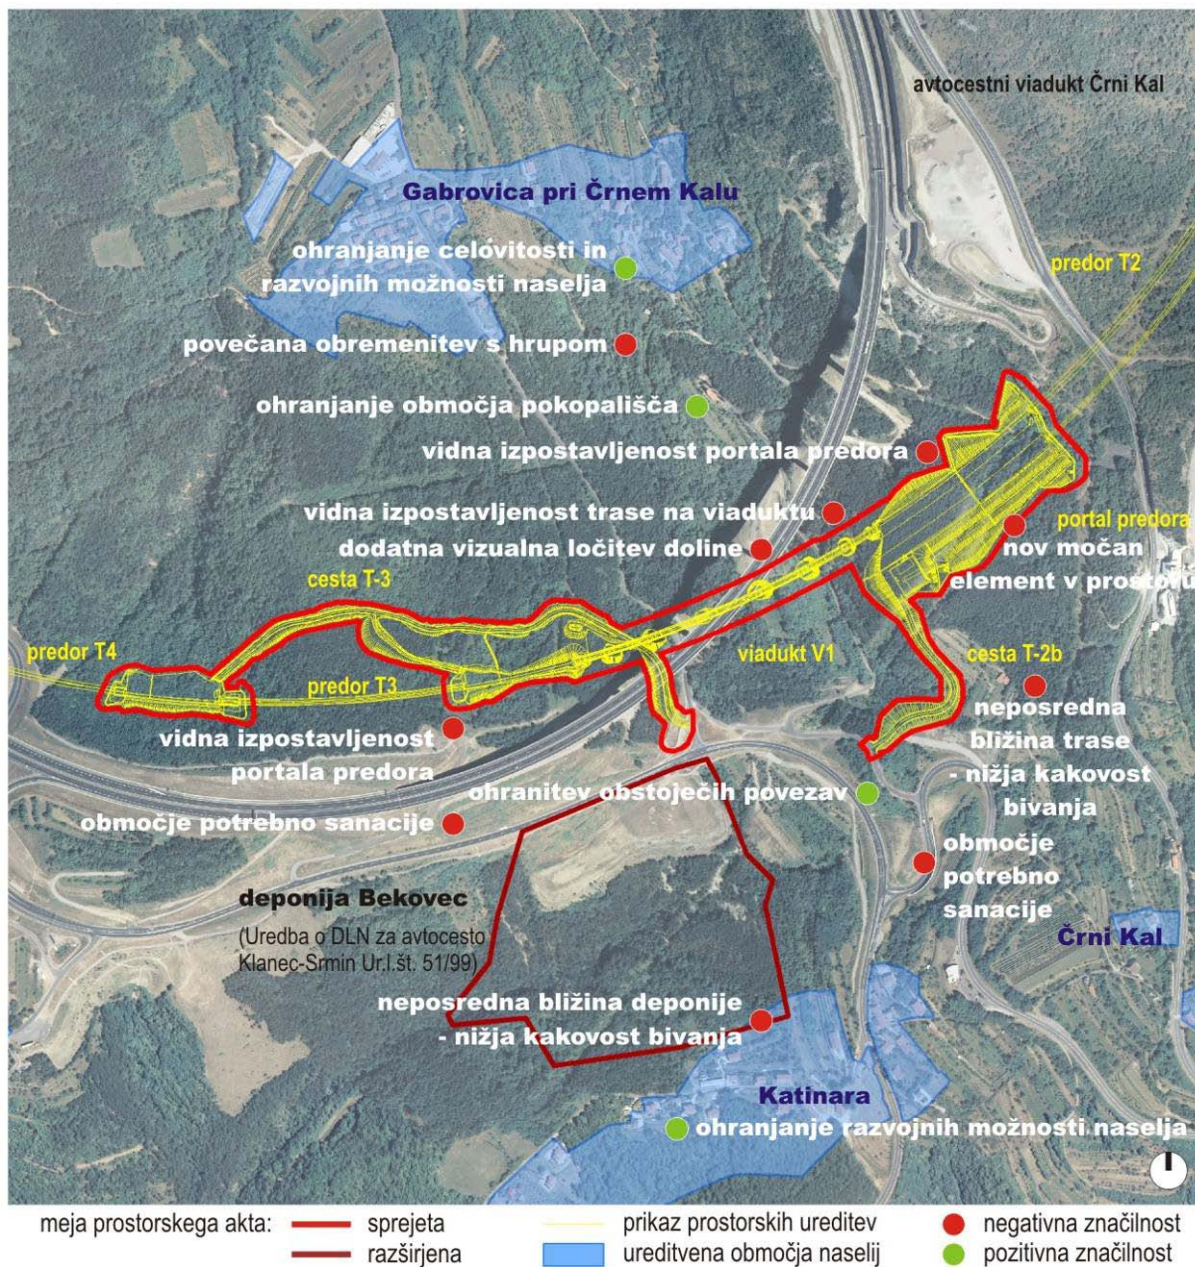 avtocestni viadukt Črni Kal
Gabrovica pri Črnem Kalu
ohranjanje celovitosti in
razvojnih možnosti naselja
predor T2
povečana obremenitev s hrupom
ohranjanje območja pokopališča
vidna izpostavljenost portala predora
vidna izpostavljenost trase na viaduktu
portal predora
dodatna vizualna ločitev doline
nov močan
element v prostoru
cesta T-3
predor T4
predor T3
viadukt V1
cesta T-2b
vidna izpostavljenost
portala predora
neposredna
bližina trase
- nižja kakovost
bivanja
ohranitev obstoječih povezav
območje potrebno sanacije
območje
potrebno
sanacije
deponija Bekovec
(Uredba o DLN za avtocesto
Klanec-Srmin Ur.l.št. 51/99)
Črni Kal
neposredna bližina deponije
- nižja kakovost bivanja
Katinara
ohranjanje razvojnih možnosti naselja
meja prostorskega akta:
sprejeta
razširjena
prikaz prostorskih ureditev
ureditvena območja naselij
negativna značilnost
pozitivna značilnost